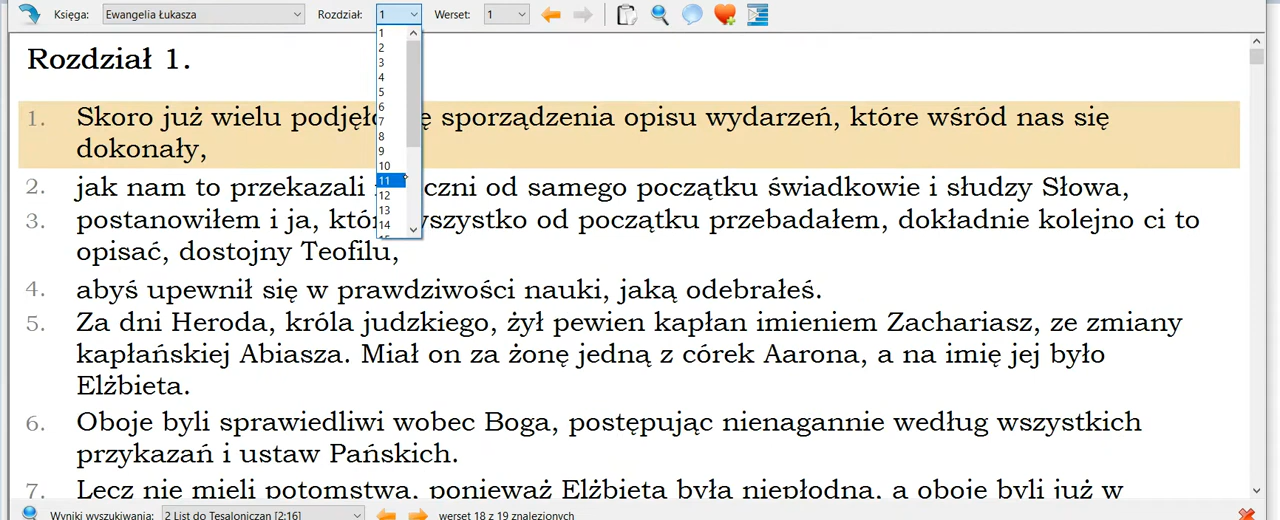 Księga: Ewangelia Łukasza Rozdział: 1 Werset: 1
1
2
3
4
5
6
7
8
9
10
11
12
13
14
Rozdział 1.
1. Skoro już wielu sporządzenia opisu wydarzeń, które wśród nas się
dokonały,
2. jak nam to przekazali od samego początku świadkowie i słudzy Słowa,
3. postanowiłem i ja, od początku przebadałem, dokładnie kolejno ci to
opisać, dostojny Teofilu,
4. abyś upewnił się w prawdziwości nauki, jaką odebrałeś.
5. Za dni Heroda, króla judzkiego, żył pewien kapłan imieniem Zachariasz, ze zmiany
kapłańskiej Abiasza. Miał on za żonę jedną z córek Aarona, a na imię jej było
Elżbieta.
6. Oboje byli sprawiedliwi wobec Boga, postępując nienagannie według wszystkich
przykazań i ustaw Pańskich.
7. Lecz nie mieli potomstwa, ponieważ Elżbieta była niepłodna, a oboje byli już w
Wyniki wyszukiwania: 2 List do Tesaloniczan [2:16] werset 18 z 19 znalezionych